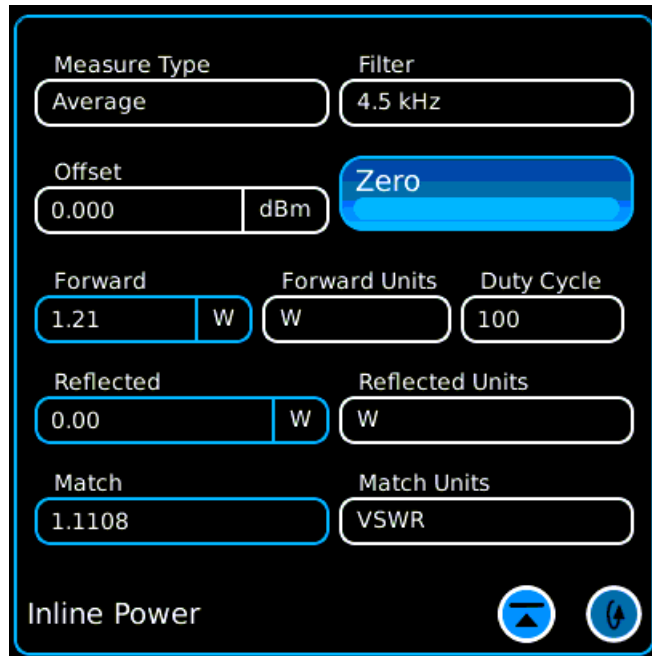 Measure Type Filter
Average 4.5 kHz
Offset Zero
0.000 dBm
Forward Forward Units Duty Cycle
1.21 W W 100
Reflected Reflected Units
0.00 W W
Match Match Units
1.1108 VSWR
Inline Power